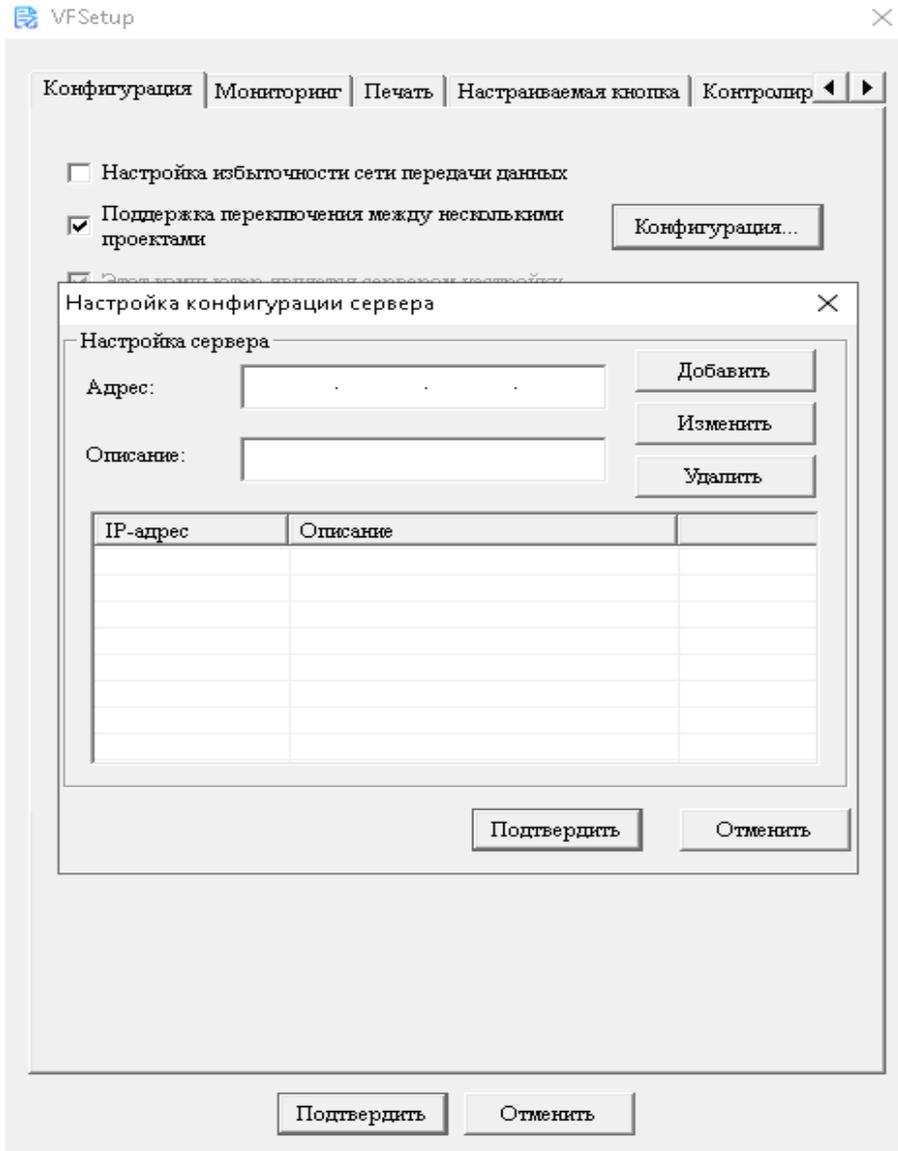 VFSetup
Конфигурация Мониторинг Печать Настраиваемая кнопка Контролир
Настройка избыточности сети передачи данных
Поддержка переключения между несколькими
проектами
Конфигурация...
Настройка конфигурации сервера
Настройка сервера
Адрес:
Добавить
Изменить
Описание:
Удалить
IP-адрес Описание
Подтвердить Отменить
Подтвердить Отменить